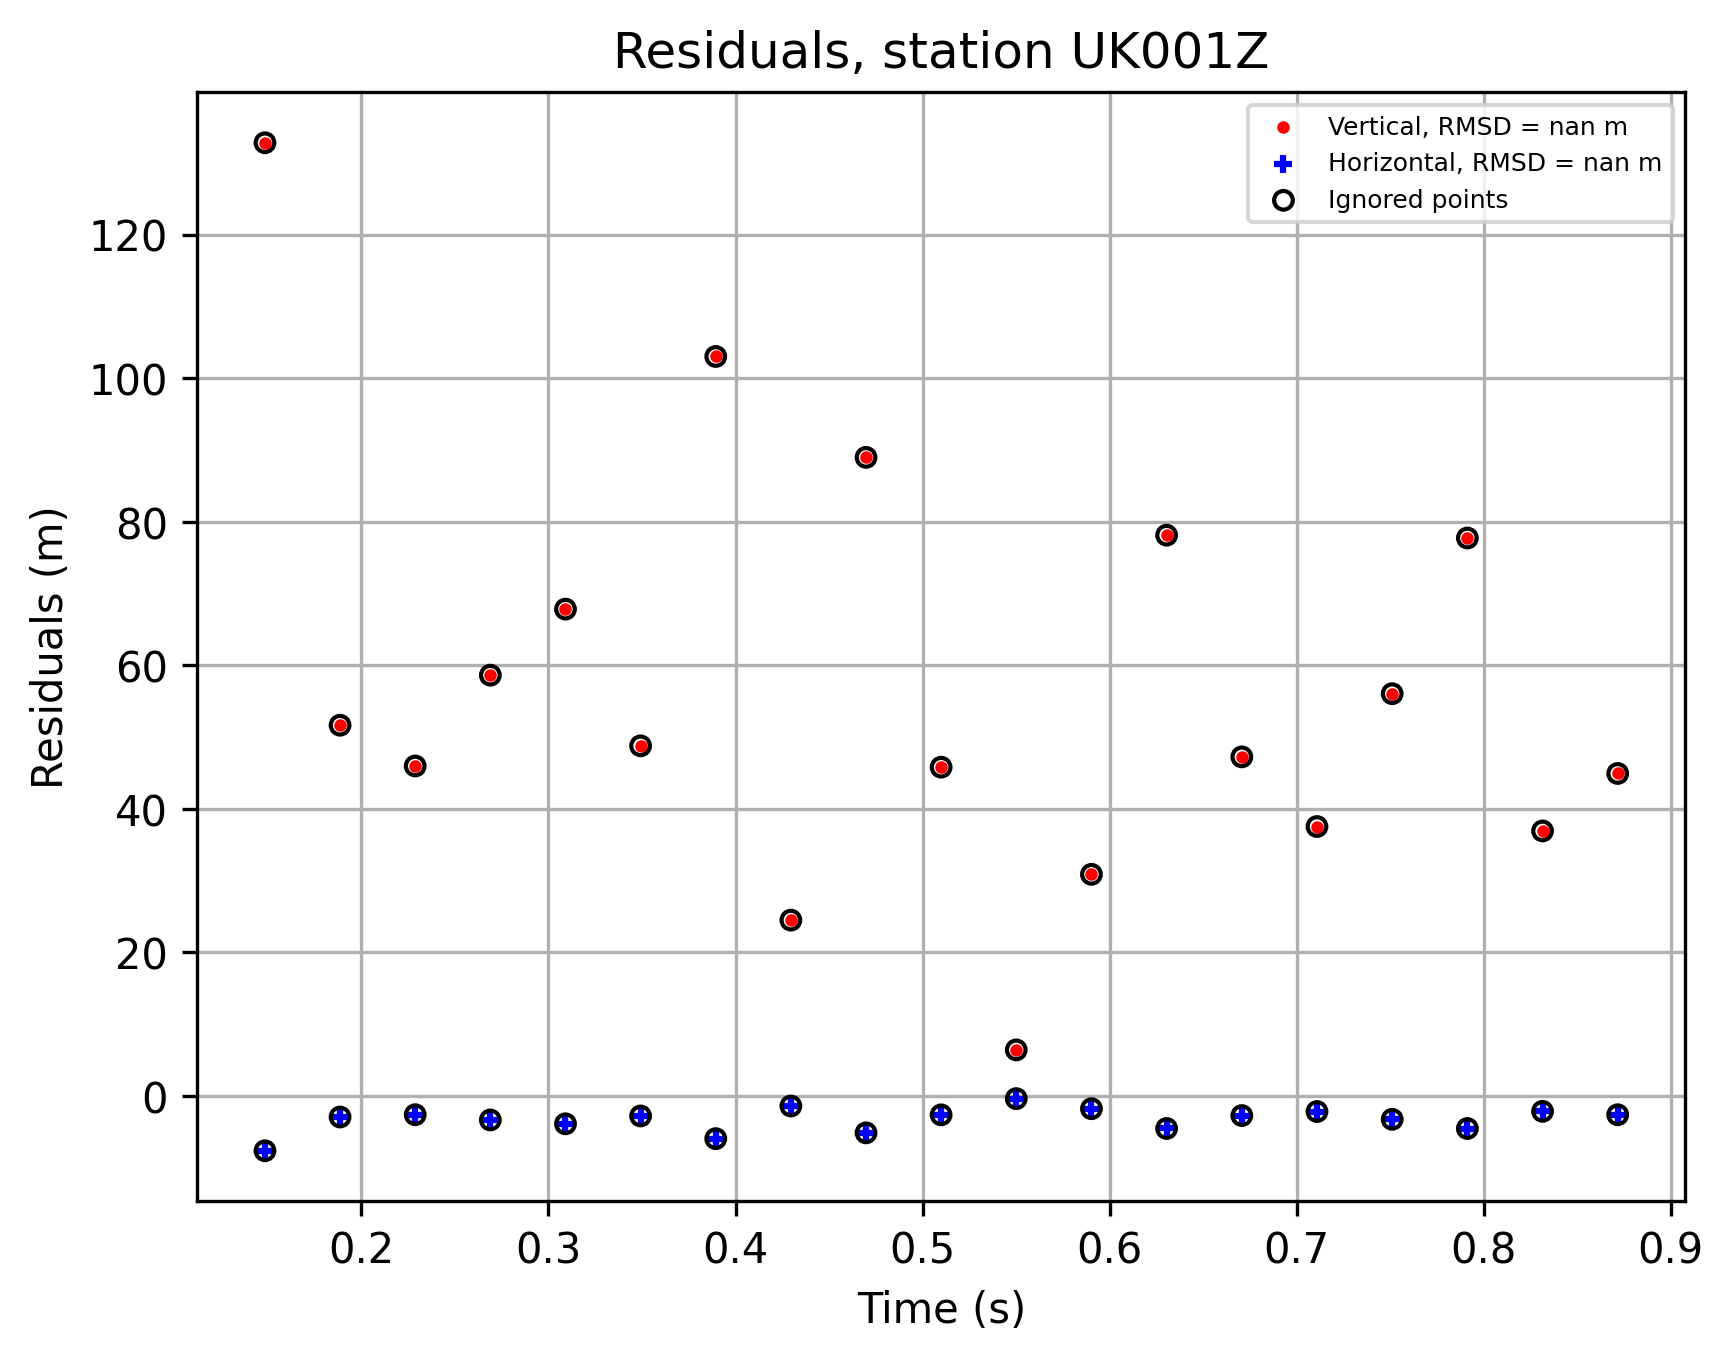 Residuals, station UK001Z
Vertical, RMSD = nan m
Horizontal, RMSD = nan m
Ignored points
120
100
80
60
40
20
0
Residuals (m)
0.2 0.3 0.4 0.5 0.6 0.7 0.8 0.9
Time (s)